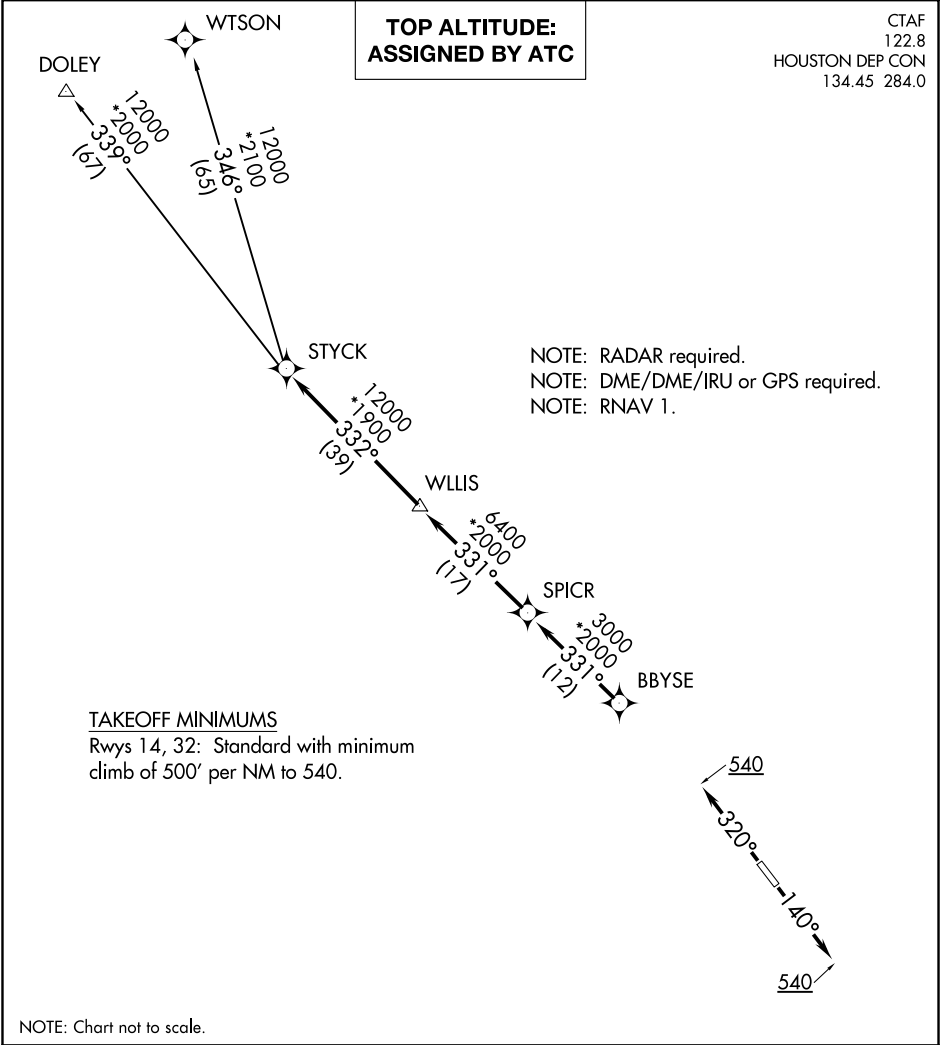 TOP ALTITUDE:
ASSIGNED BY ATC
CTAF
122.8
HOUSTON DEP CON
134.45 284.0
WTSON
DOLEY
12000
*2000
339°
(67)
12000
*2100
346°
(65)
STYCK
NOTE: RADAR required.
NOTE: DME/DME/IRU or GPS required.
NOTE: RNAV 1.
12000
*1900
332°
(39)
WLLIS
6400
*2000
331°
(17)
SPICR
3000
*2000
331°
(12)
BBYSE
TAKEOFF MINIMUMS
Rwys 14, 32: Standard with minimum
climb of 500' per NM to 540.
540
320°
140°
540
NOTE: Chart not to scale.